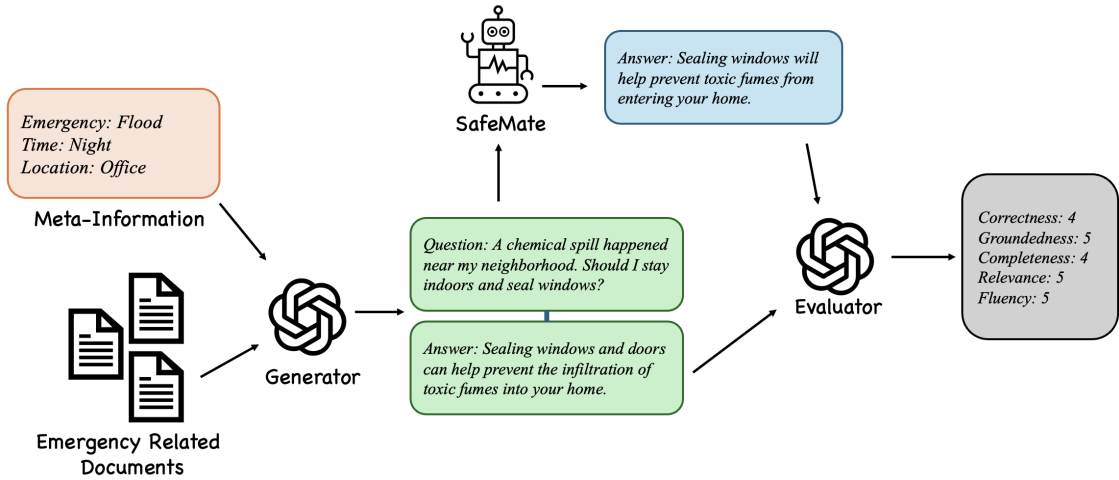 Emergency: Flood
Time: Night
Location: Office
Meta-Information
Emergency Related
Documents
Generator
SafeMate
Question: A chemical spill happened
near my neighborhood. Should I stay
indoors and seal windows?
Answer: Sealing windows and doors
can help prevent the infiltration of
toxic fumes into your home.
Answer: Sealing windows will
help prevent toxic fumes from
entering your home.
Evaluator
Correctness: 4
Groundedness: 5
Completeness: 4
Relevance: 5
Fluency: 5